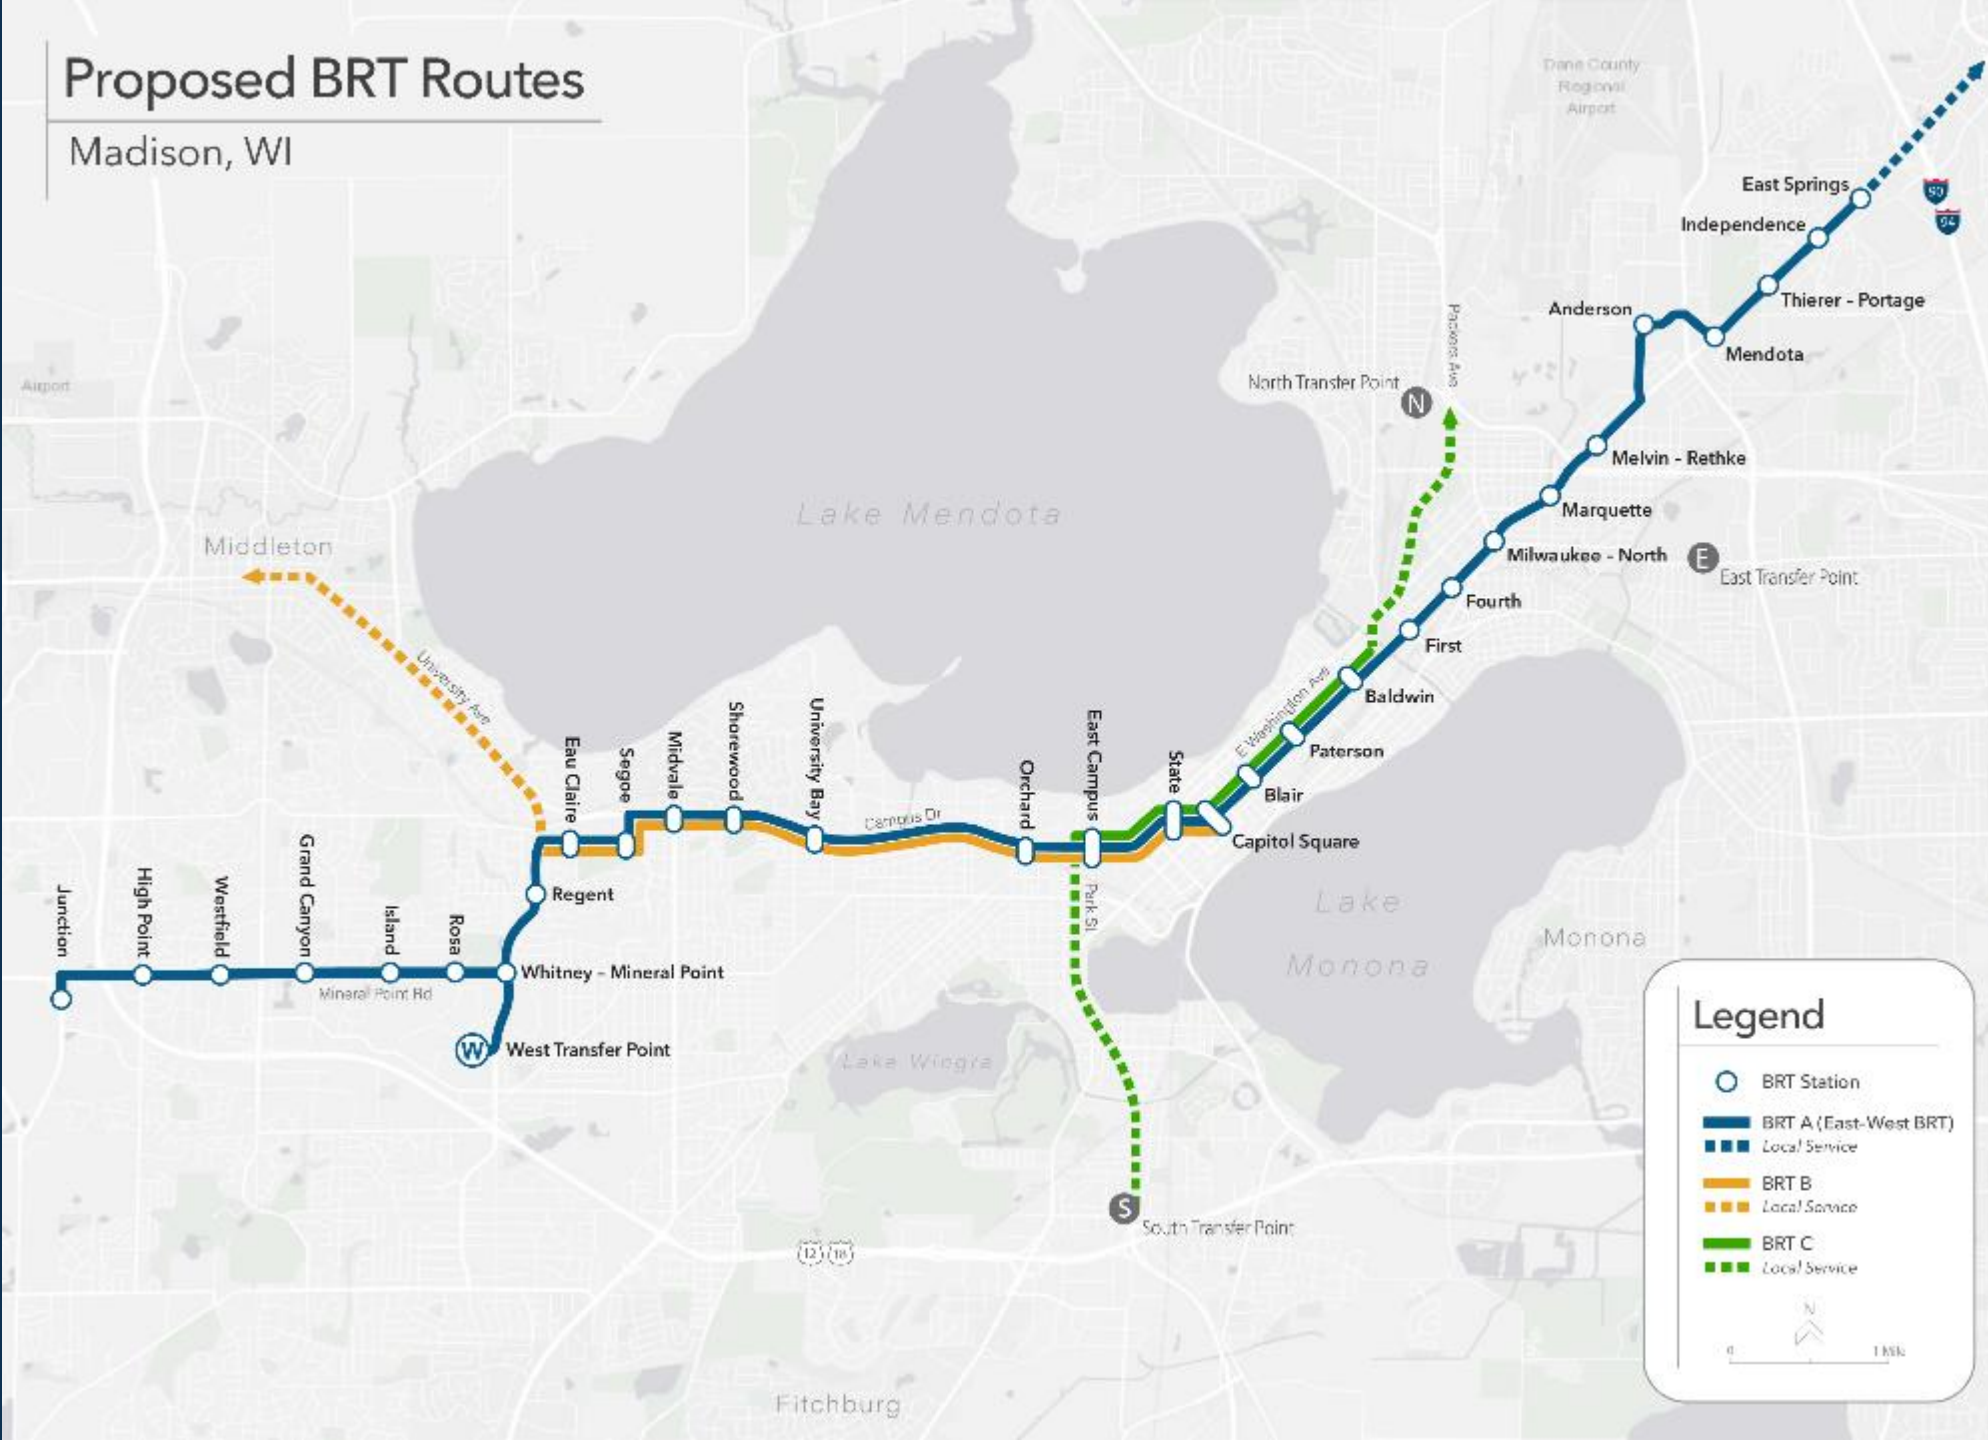 Proposed BRT Routes
Madison, WI
Dane County
Regional
Airport
East Springs
90
Independence
94
Thierer - Portage
Anderson
Packers Ave
Mendota
Airport
North Transfer Point
N
Melvin - Rethke
Lake Mendota
Marquette
Middleton
Milwaukee - North
E
East Transfer Point
Fourth
First
University Ave
Baldwin
E Washington Ave
Paterson
Blair
Capitol Square
Eau Claire
Segoe
Midvale
Shorewood
University Bay
Campus Dr
Orchard
East Campus
State
Park St
Junction
High Point
Westfield
Grand Canyon
Island
Rosa
Regent
Whitney - Mineral Point
Mineral Point Rd
W
West Transfer Point
Lake
Monona
Monona
Lake Wingra
S
South Transfer Point
12
18
Fitchburg
Legend
BRT Station
BRT A (East-West BRT)
Local Service
BRT B
Local Service
BRT C
Local Service
N
0
1 Mile